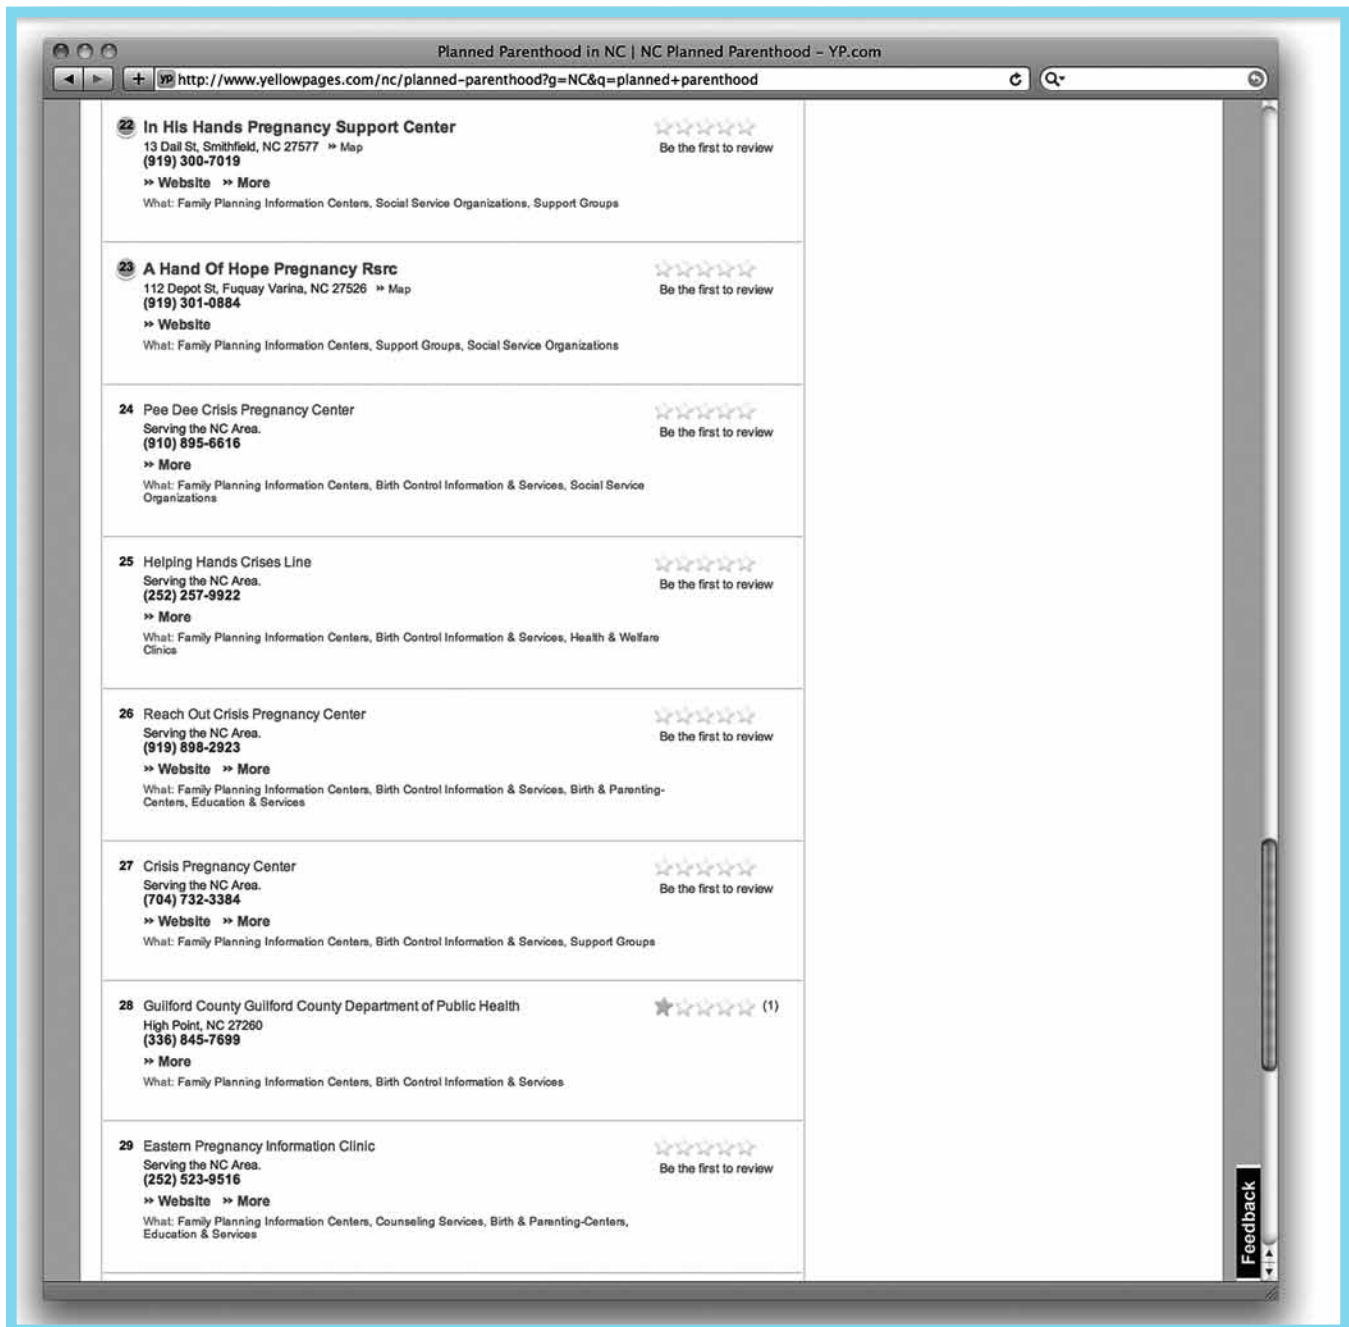 Planned Parenthood in NC | NC Planned Parenthood – YP.com
YP http://www.yellowpages.com/nc/planned-parenthood?g=NC&q=planned+parenthood
22 In His Hands Pregnancy Support Center
13 Dail St, Smithfield, NC 27577 » Map
Be the first to review
(919) 300-7019
» Website » More
What: Family Planning Information Centers, Social Service Organizations, Support Groups
23 A Hand Of Hope Pregnancy Rsrc
112 Depot St, Fuquay Varina, NC 27526 » Map
Be the first to review
(919) 301-0884
» Website
What: Family Planning Information Centers, Support Groups, Social Service Organizations
24 Pee Dee Crisis Pregnancy Center
Serving the NC Area.
Be the first to review
(910) 895-6616
» More
What: Family Planning Information Centers, Birth Control Information & Services, Social Service
Organizations
25 Helping Hands Crises Line
Serving the NC Area.
Be the first to review
(252) 257-9922
» More
What: Family Planning Information Centers, Birth Control Information & Services, Health & Welfare
Clinics
26 Reach Out Crisis Pregnancy Center
Serving the NC Area.
Be the first to review
(919) 898-2923
» Website » More
What: Family Planning Information Centers, Birth Control Information & Services, Birth & Parenting-
Centers, Education & Services
27 Crisis Pregnancy Center
Serving the NC Area.
Be the first to review
(704) 732-3384
» Website » More
What: Family Planning Information Centers, Birth Control Information & Services, Support Groups
28 Guilford County Guilford County Department of Public Health (1)
High Point, NC 27260
(336) 845-7699
» More
What: Family Planning Information Centers, Birth Control Information & Services
29 Eastern Pregnancy Information Clinic
Serving the NC Area.
Be the first to review
(252) 523-9516
» Website » More
What: Family Planning Information Centers, Counseling Services, Birth & Parenting-Centers,
Education & Services
Feedback